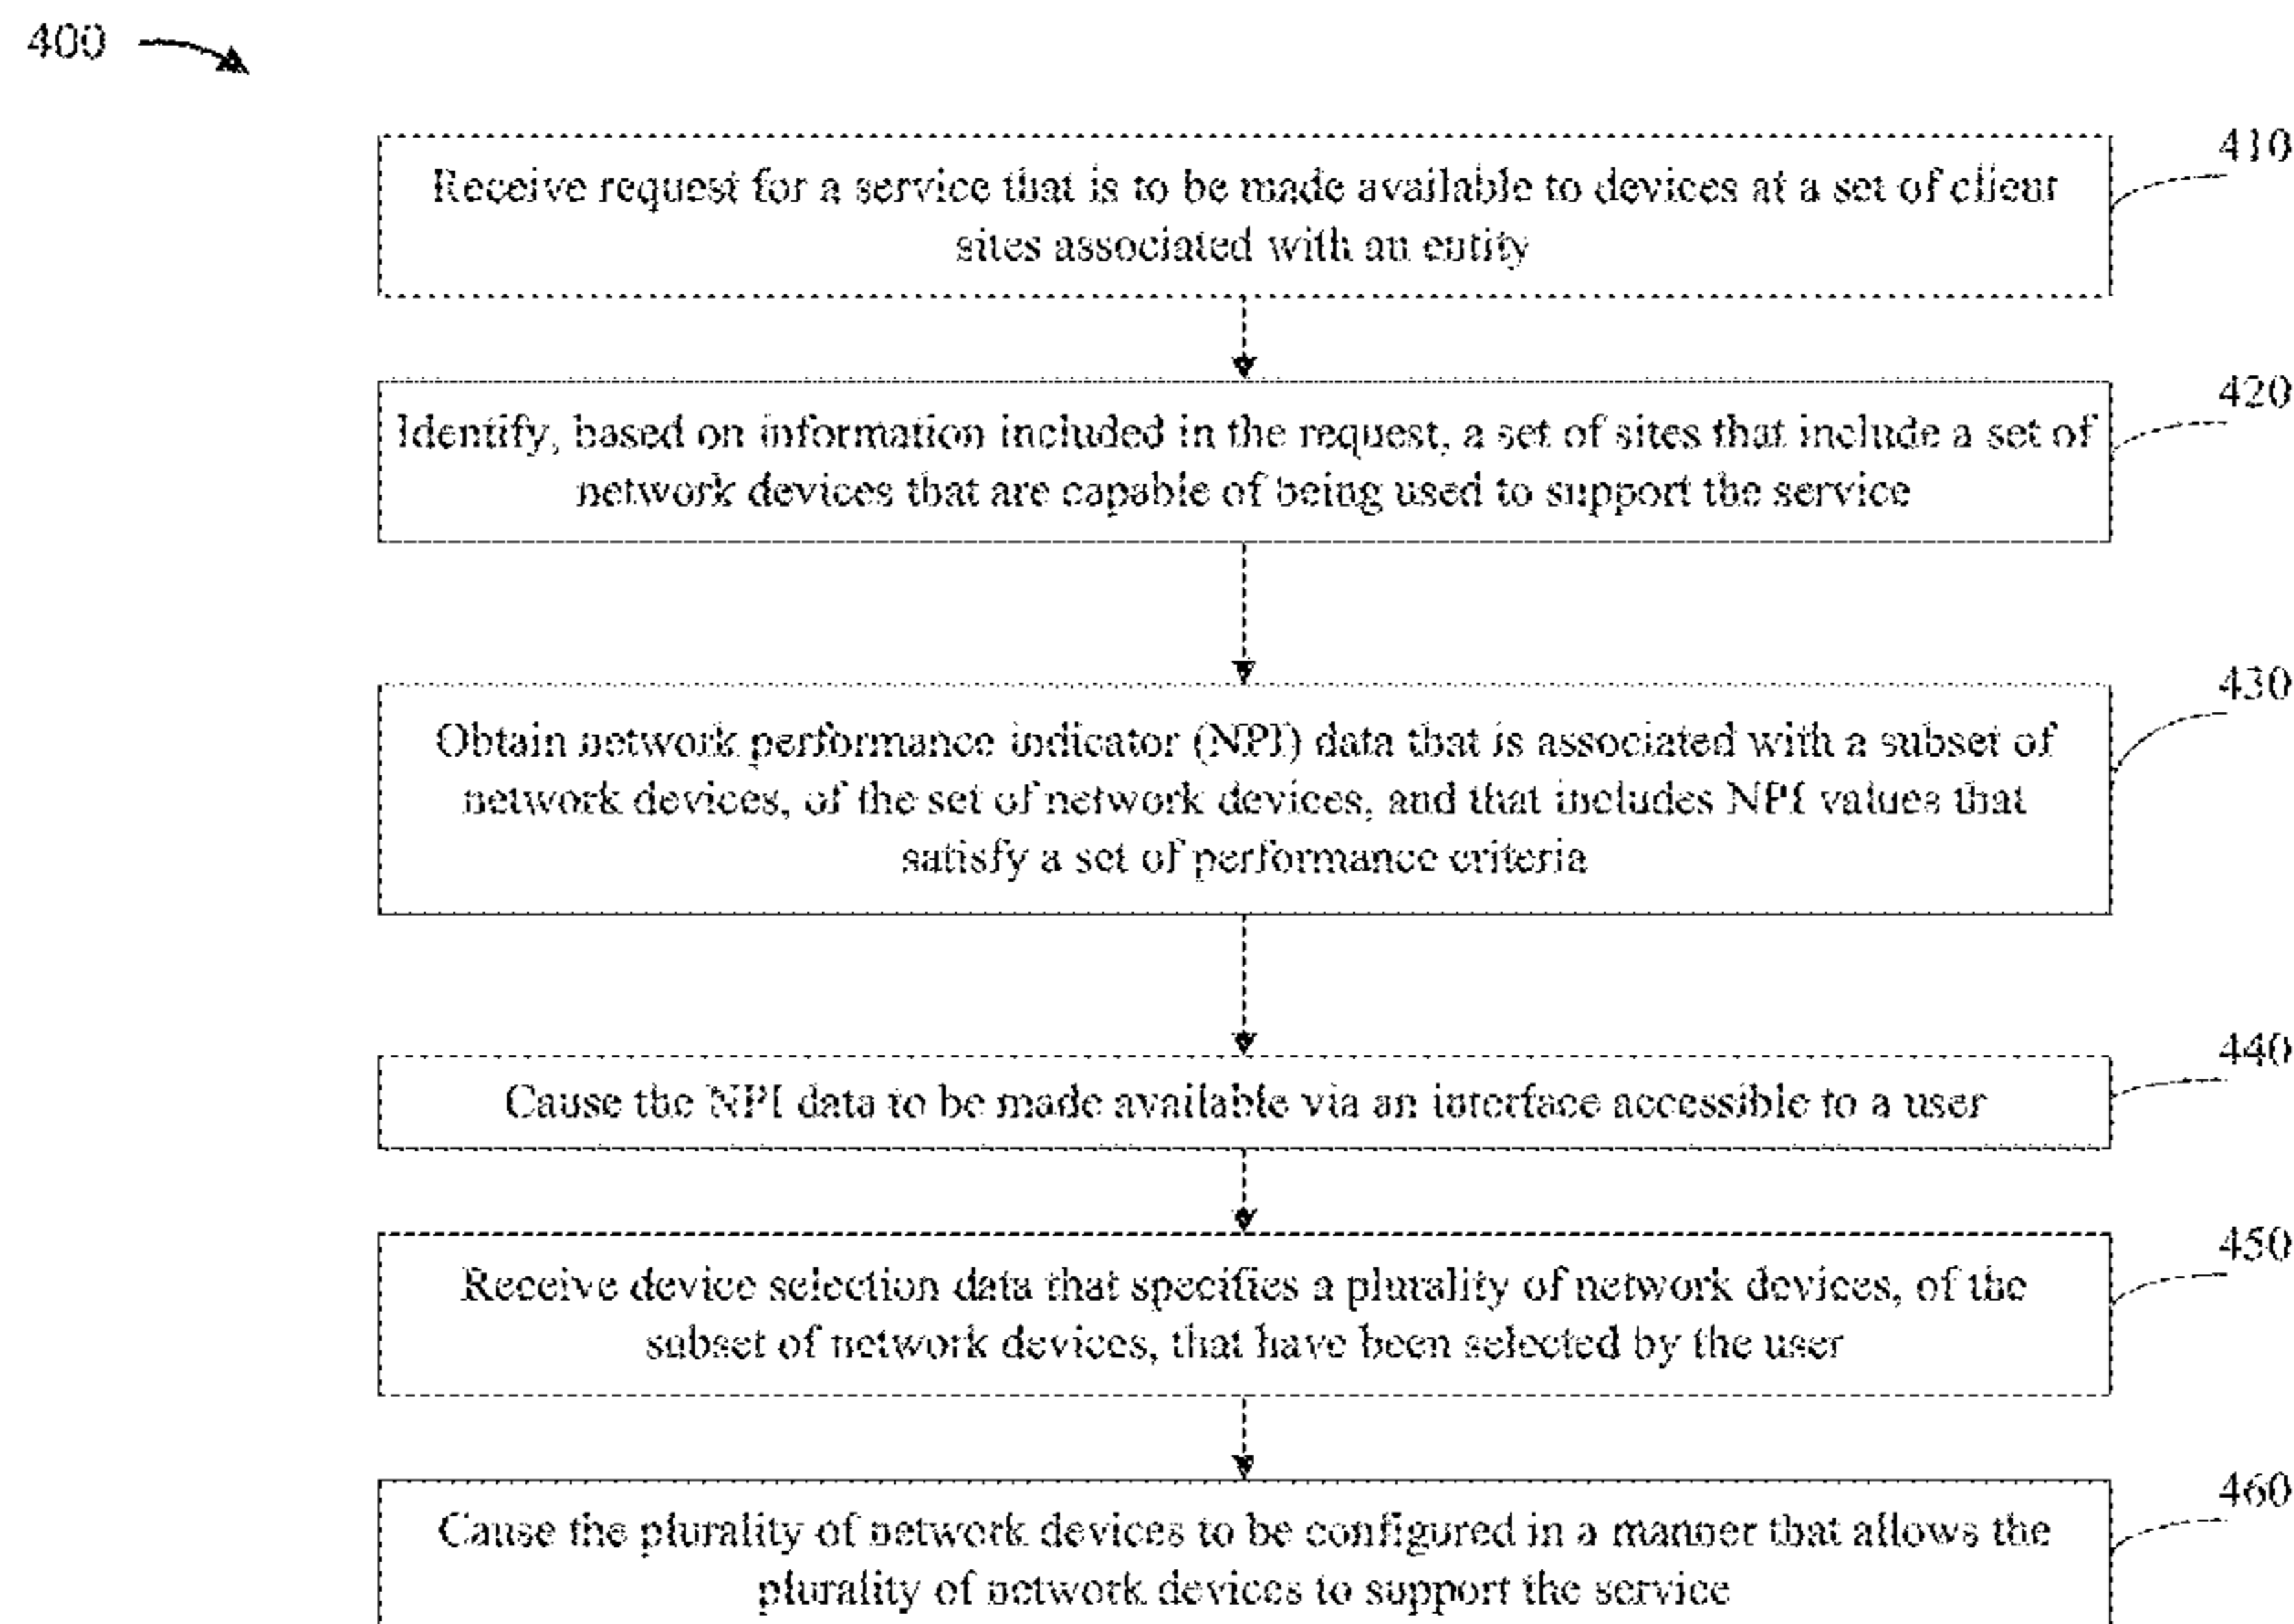 400
410
Receive request for a service that is to be made available to devices at a set of client
sites associated with an entity
420
Identify, based on information included in the request, a set of sites that include a set of
network devices that are capable of being used to support the service
430
Obtain network performance indicator (NPI) data that is associated with a subset of
network devices, of the set of network devices, and that includes NPI values that
satisfy a set of performance criteria
440
Cause the NPI data to be made available via an interface accessible to a user
450
Receive device selection data that specifies a plurality of network devices, of the
subset of network devices, that have been selected by the user
460
Cause the plurality of network devices to be configured in a manner that allows the
plurality of network devices to support the service